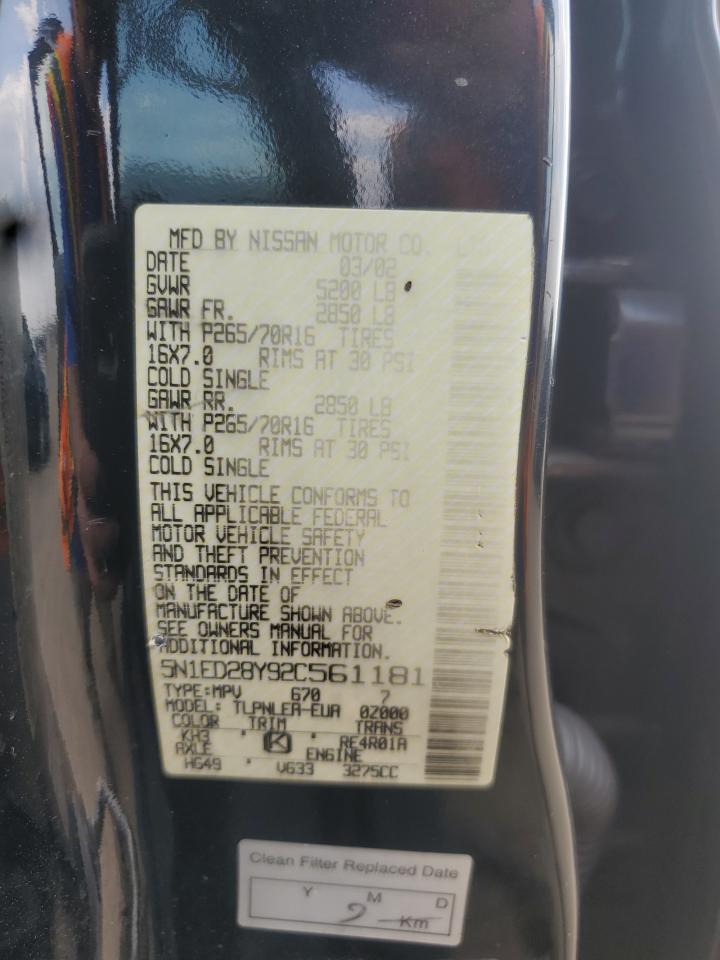 MFD BY NISSAN MOTOR CO. LTD
DATE 03/02
GVWR 5200 LB
GAWR FR. 2850 LB
WITH P265/70R16 TIRES
16X7.0 RIMS AT 30 PSI
COLD SINGLE
GAWR RR. 2850 LB
WITH P265/70R16 TIRES
16X7.0 RIMS AT 30 PSI
COLD SINGLE
THIS VEHICLE CONFORMS TO
ALL APPLICABLE FEDERAL
MOTOR VEHICLE SAFETY
AND THEFT PREVENTION
STANDARDS IN EFFECT
ON THE DATE OF
MANUFACTURE SHOWN ABOVE.
SEE OWNERS MANUAL FOR
ADDITIONAL INFORMATION.
5N1ED28Y92C561181
TYPE:MPV 670 7
MODEL: TLPNLEA-EUA 0Z000
COLOR TRIM TRANS
KH3 K RE4R01A
AXLE ENGINE
HG49 VG33 3275CC
Clean Filter Replaced Date
Y M D
9 Km